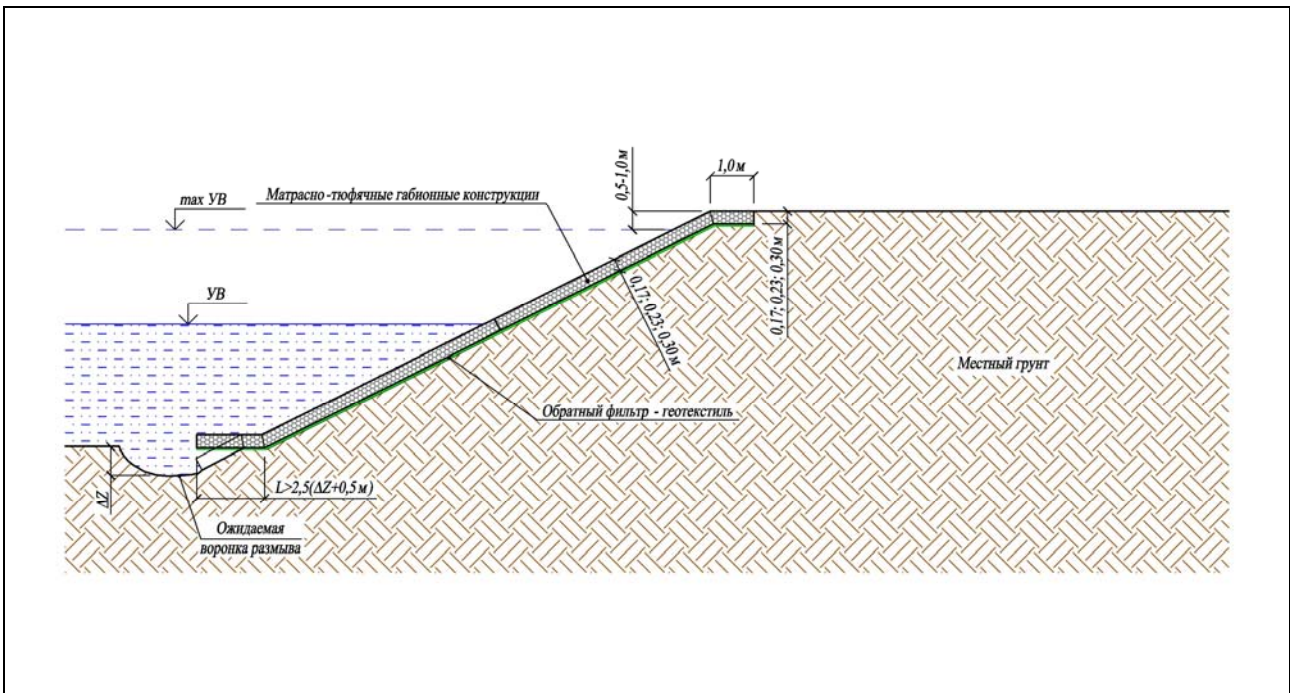 0,5-1,0м
1,0м
max УВ
Матрасно-тюфячные габионные конструкции
0,17; 0,23; 0,30м
0,17; 0,23; 0,30м
УВ
Местный грунт
Обратный фильтр - геотекстиль
ΔZ
L>2,5(ΔZ+0,5м)
Ожидаемая
воронка размыва